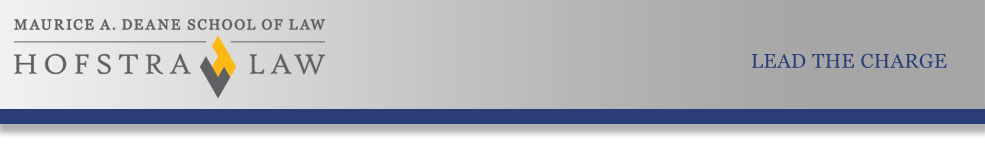 MAURICE A. DEANE SCHOOL OF LAW
HOFSTRA LAW
LEAD THE CHARGE